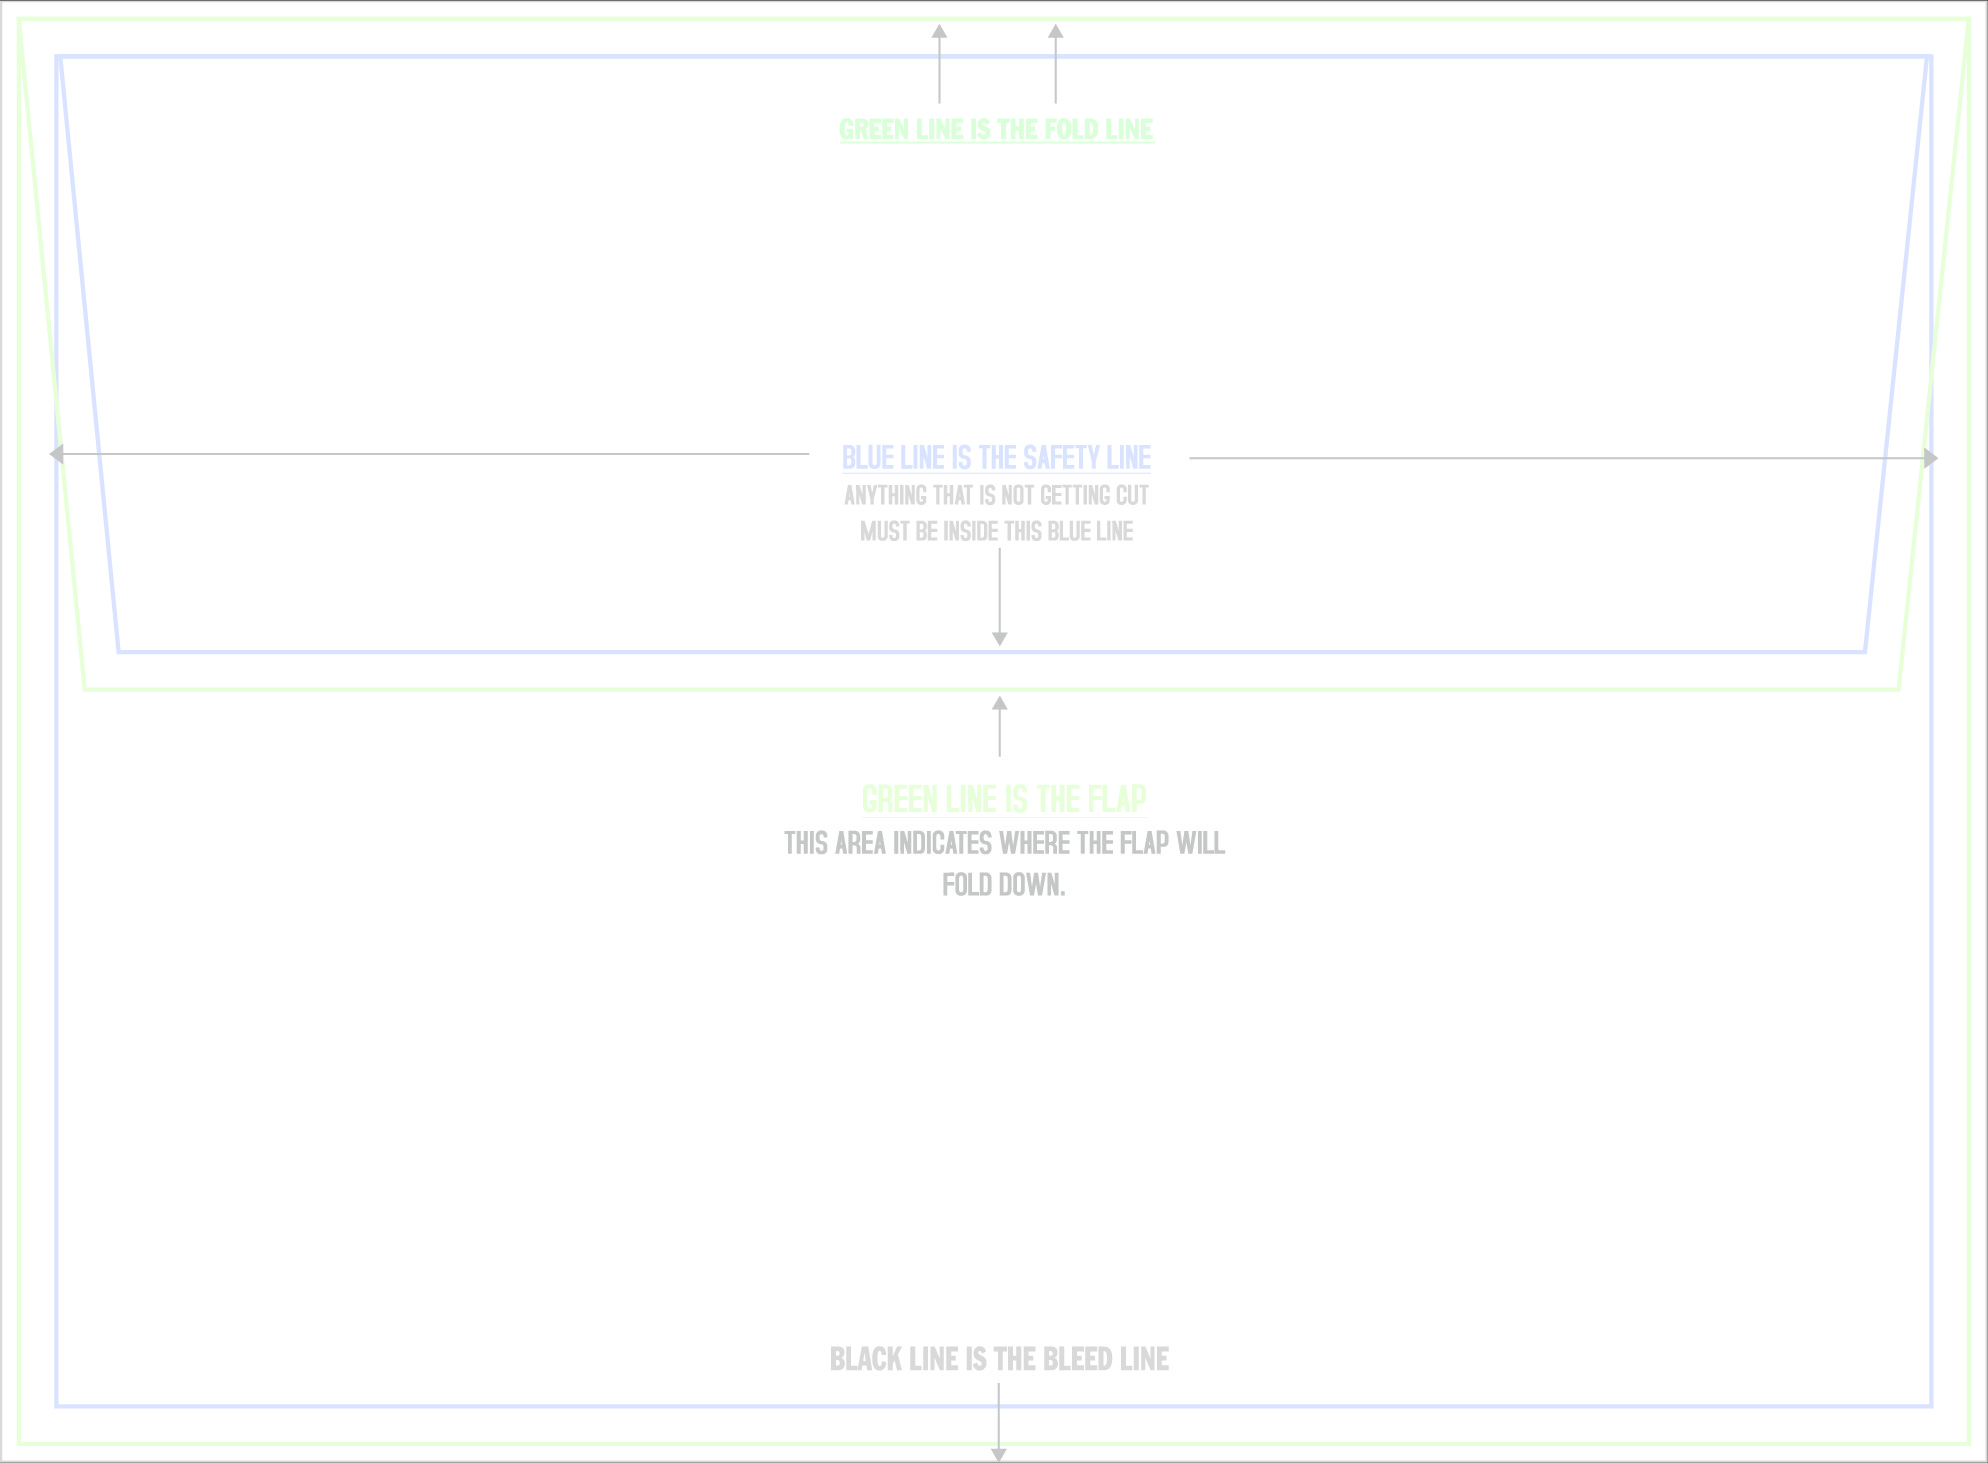 GREEN LINE IS THE FOLD LINE
BLUE LINE IS THE SAFETY LINE
ANYTHING THAT IS NOT GETTING CUT
MUST BE INSIDE THIS BLUE LINE
GREEN LINE IS THE FLAP
THIS AREA INDICATES WHERE THE FLAP WILL
FOLD DOWN.
BLACK LINE IS THE BLEED LINE